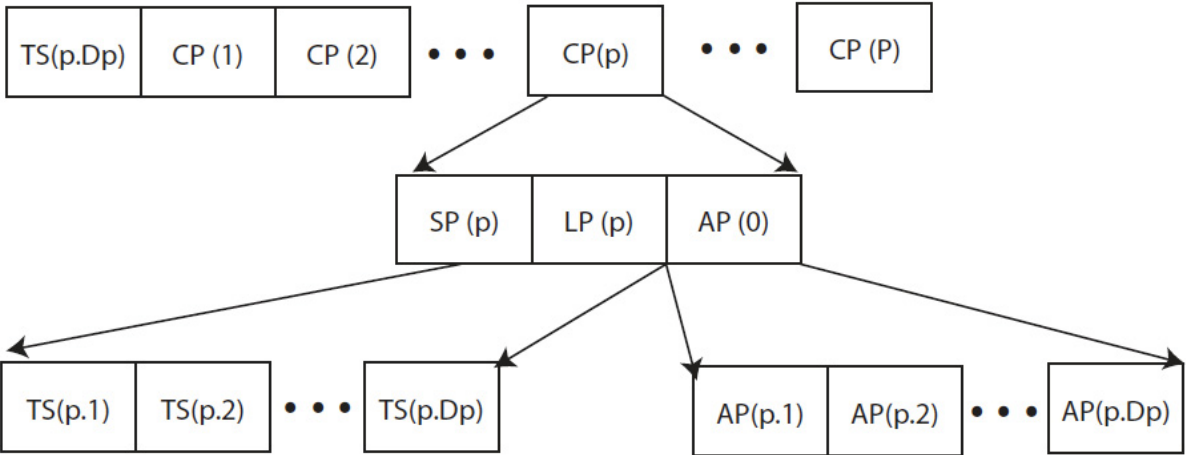 TS(p.Dp) CP (1) CP (2) • • • CP(p) • • • CP (P)
SP (p) LP (p) AP (0)
TS(p.1) TS(p.2) • • • TS(p.Dp) AP(p.1) AP(p.2) • • • AP(p.Dp)